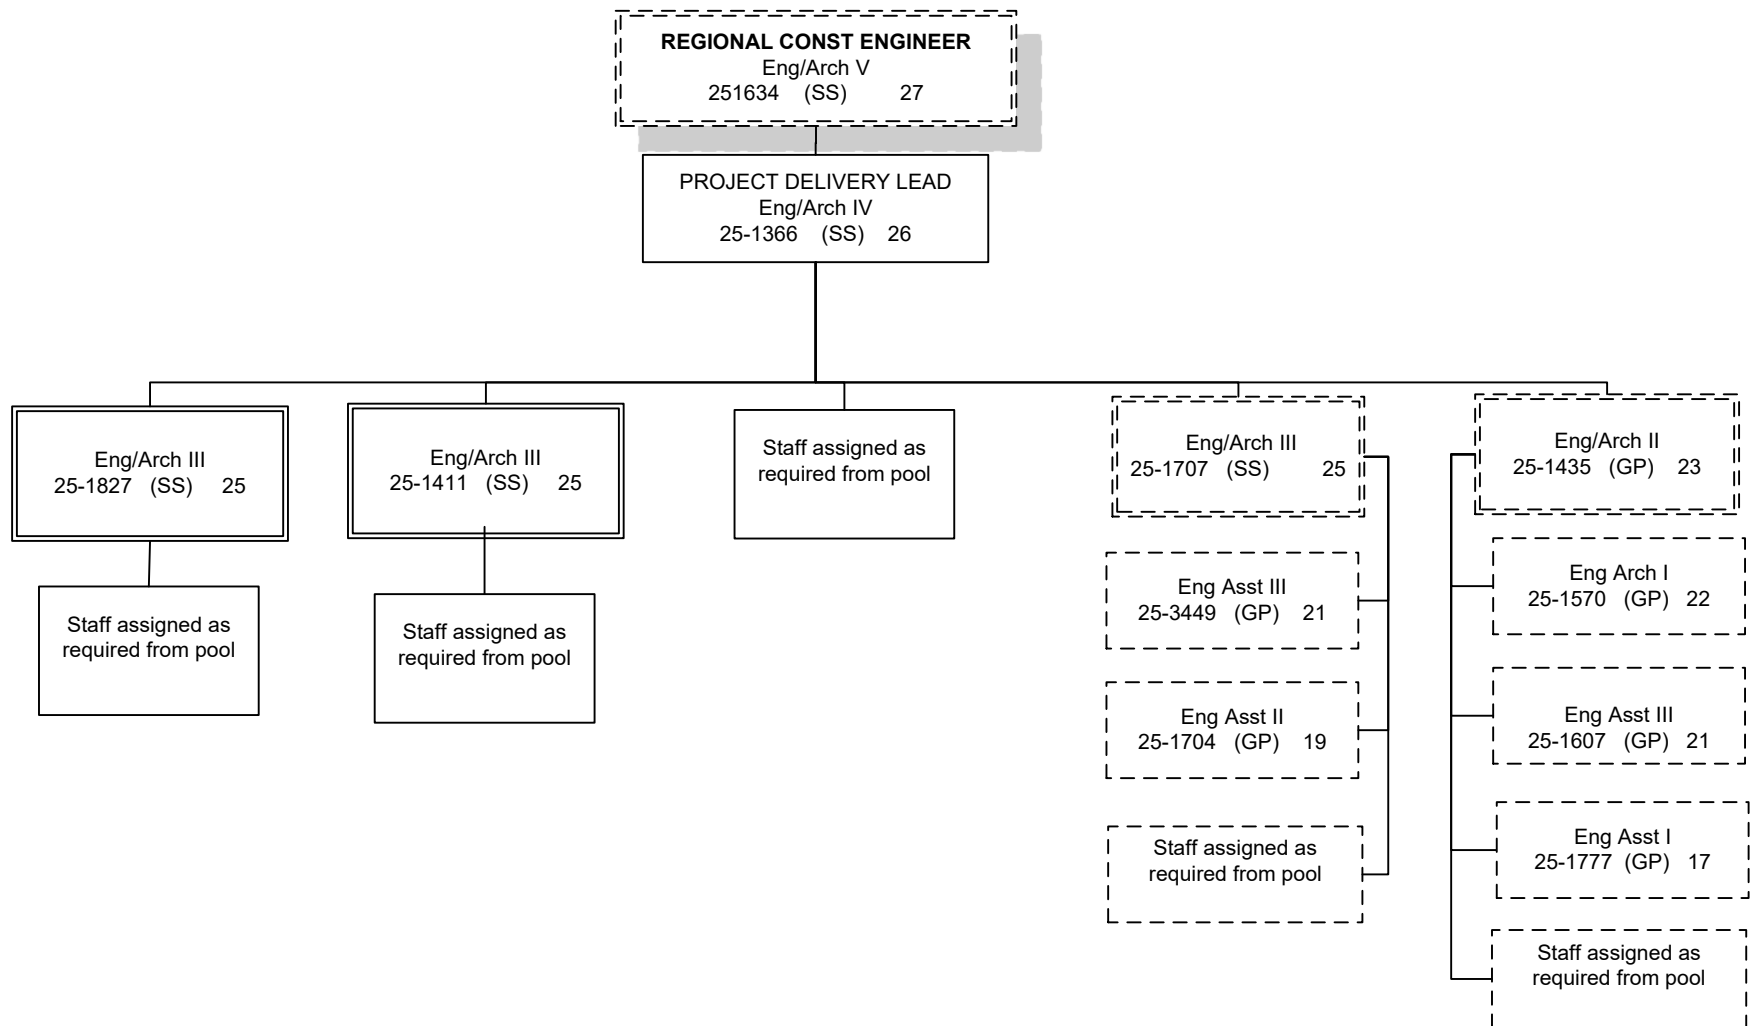 REGIONAL CONST ENGINEER
Eng/Arch V
251634 (SS) 27
PROJECT DELIVERY LEAD
Eng/Arch IV
25-1366 (SS) 26
Eng/Arch III
25-1827 (SS) 25
Staff assigned as
required from pool
Eng/Arch III
25-1411 (SS) 25
Staff assigned as
required from pool
Staff assigned as
required from pool
Eng/Arch III
25-1707 (SS) 25
Eng Asst III
25-3449 (GP) 21
Eng Asst II
25-1704 (GP) 19
Staff assigned as
required from pool
Eng/Arch II
25-1435 (GP) 23
Eng Arch I
25-1570 (GP) 22
Eng Asst III
25-1607 (GP) 21
Eng Asst I
25-1777 (GP) 17
Staff assigned as
required from pool